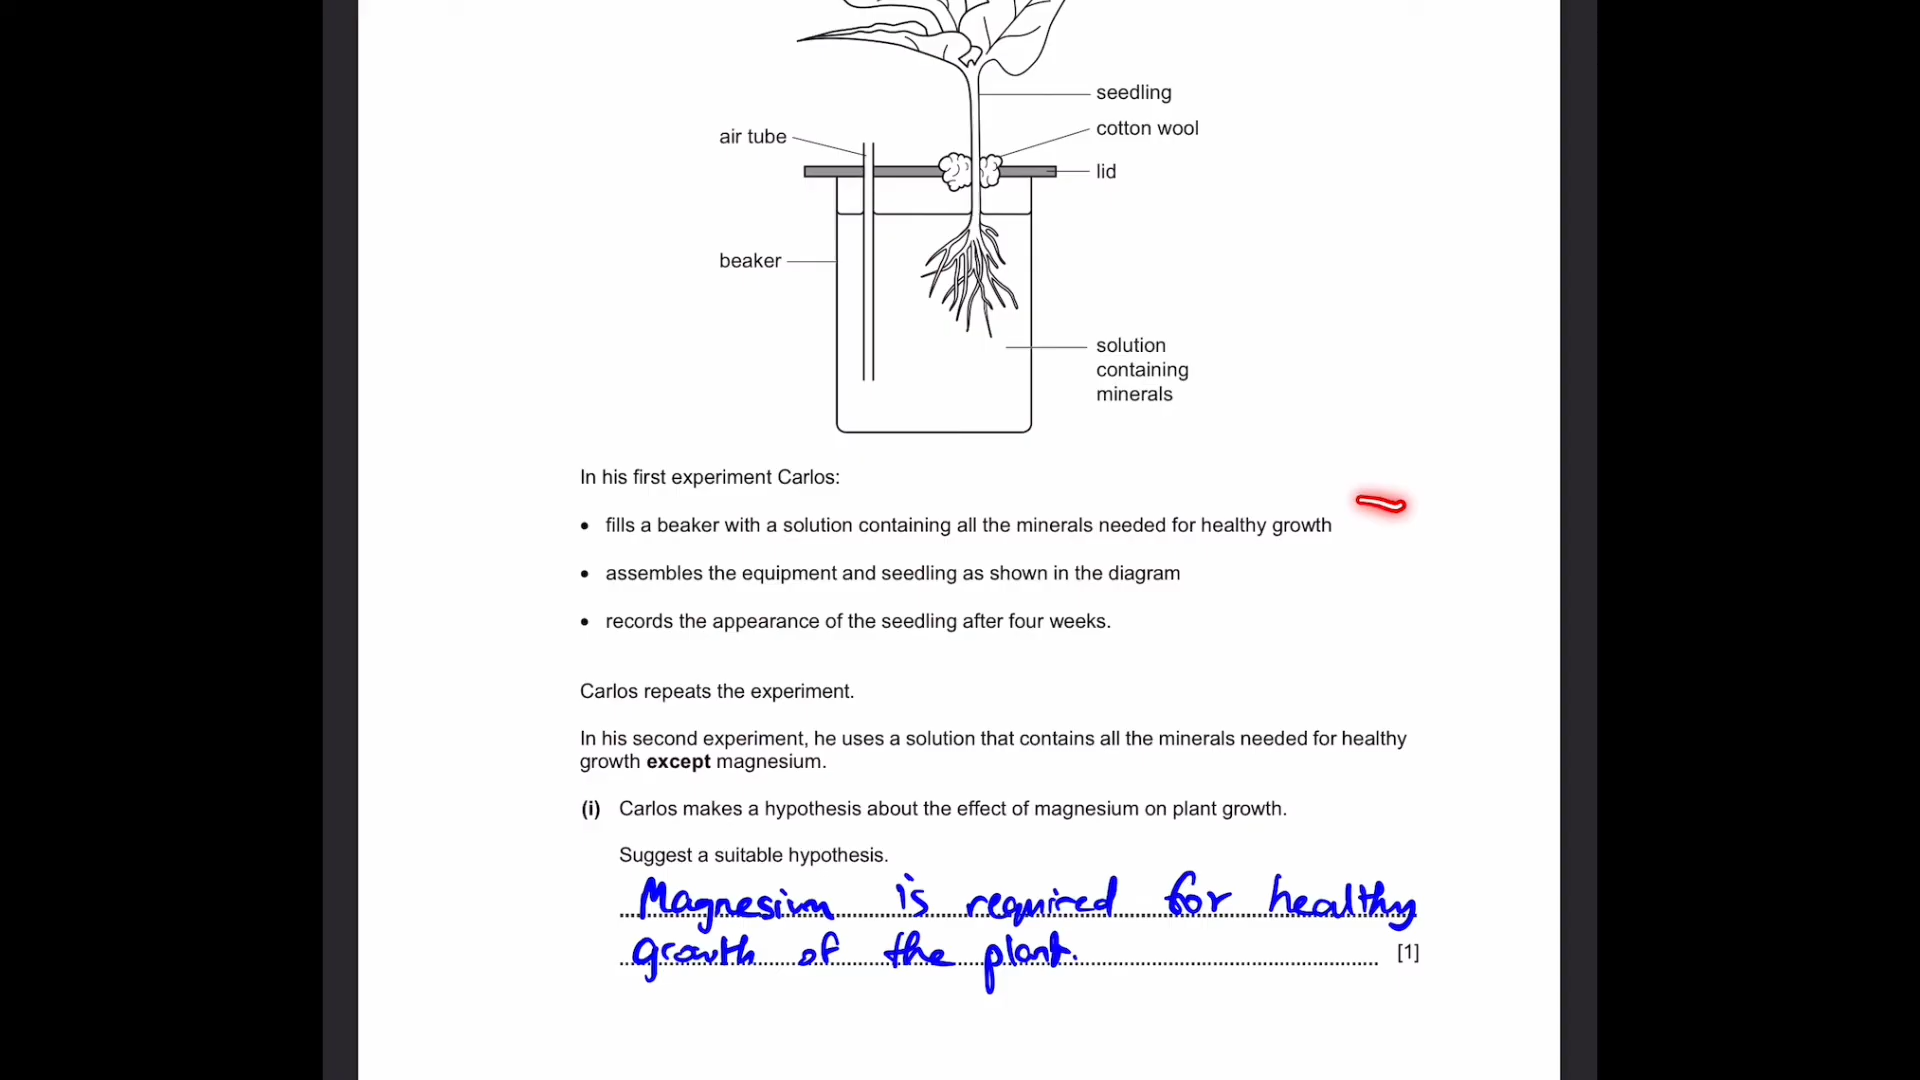 seedling
cotton wool
air tube
lid
beaker
solution
containing
minerals
In his first experiment Carlos:
• fills a beaker with a solution containing all the minerals needed for healthy growth
• assembles the equipment and seedling as shown in the diagram
• records the appearance of the seedling after four weeks.
Carlos repeats the experiment.
In his second experiment, he uses a solution that contains all the minerals needed for healthy
growth except magnesium.
(i) Carlos makes a hypothesis about the effect of magnesium on plant growth.
Suggest a suitable hypothesis.
Magnesium is required for healthy
growth of the plant. [1]